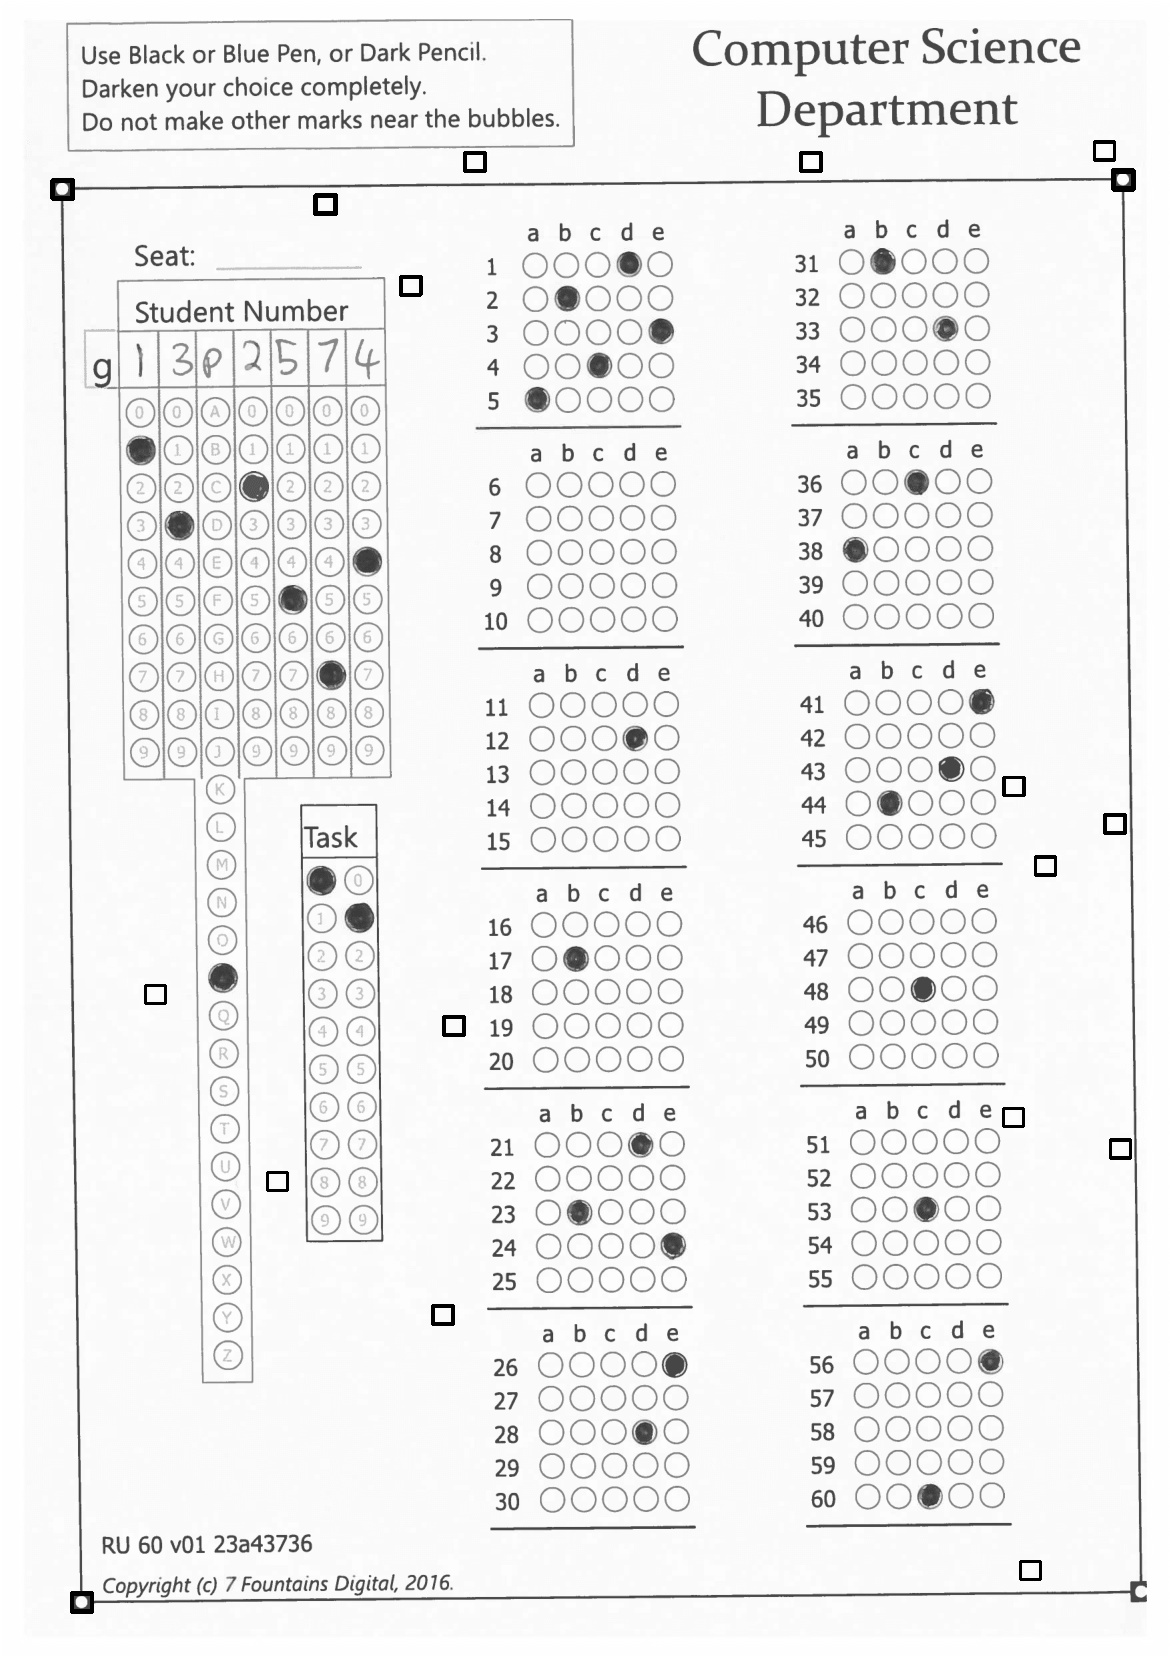 Use Black or Blue Pen, or Dark Pencil.
Darken your choice completely.
Do not make other marks near the bubbles.
Computer Science
Department
Seat:
Student Number
g 1 3 P 2 5 7 4
0 0 A 0 0 0 0
1 B 1 1 1 1
2 2 C 2 2 2
3 D 3 3 3 3
4 4 E 4 4 4
5 5 F 5 5 5
6 6 G 6 6 6 6
7 7 H 7 7 7
8 8 I 8 8 8 8
9 9 J 9 9 9 9
K
L
M
N
O
Q
R
S
T
U
V
W
X
Y
Z
Task
0
1
2 2
3 3
4 4
5 5
6 6
7 7
8 8
9 9
a b c d e
1
2
3
4
5
a b c d e
6
7
8
9
10
a b c d e
11
12
13
14
15
a b c d e
16
17
18
19
20
a b c d e
21
22
23
24
25
a b c d e
26
27
28
29
30
a b c d e
31
32
33
34
35
a b c d e
36
37
38
39
40
a b c d e
41
42
43
44
45
a b c d e
46
47
48
49
50
a b c d e
51
52
53
54
55
a b c d e
56
57
58
59
60
RU 60 v01 23a43736
Copyright (c) 7 Fountains Digital, 2016.